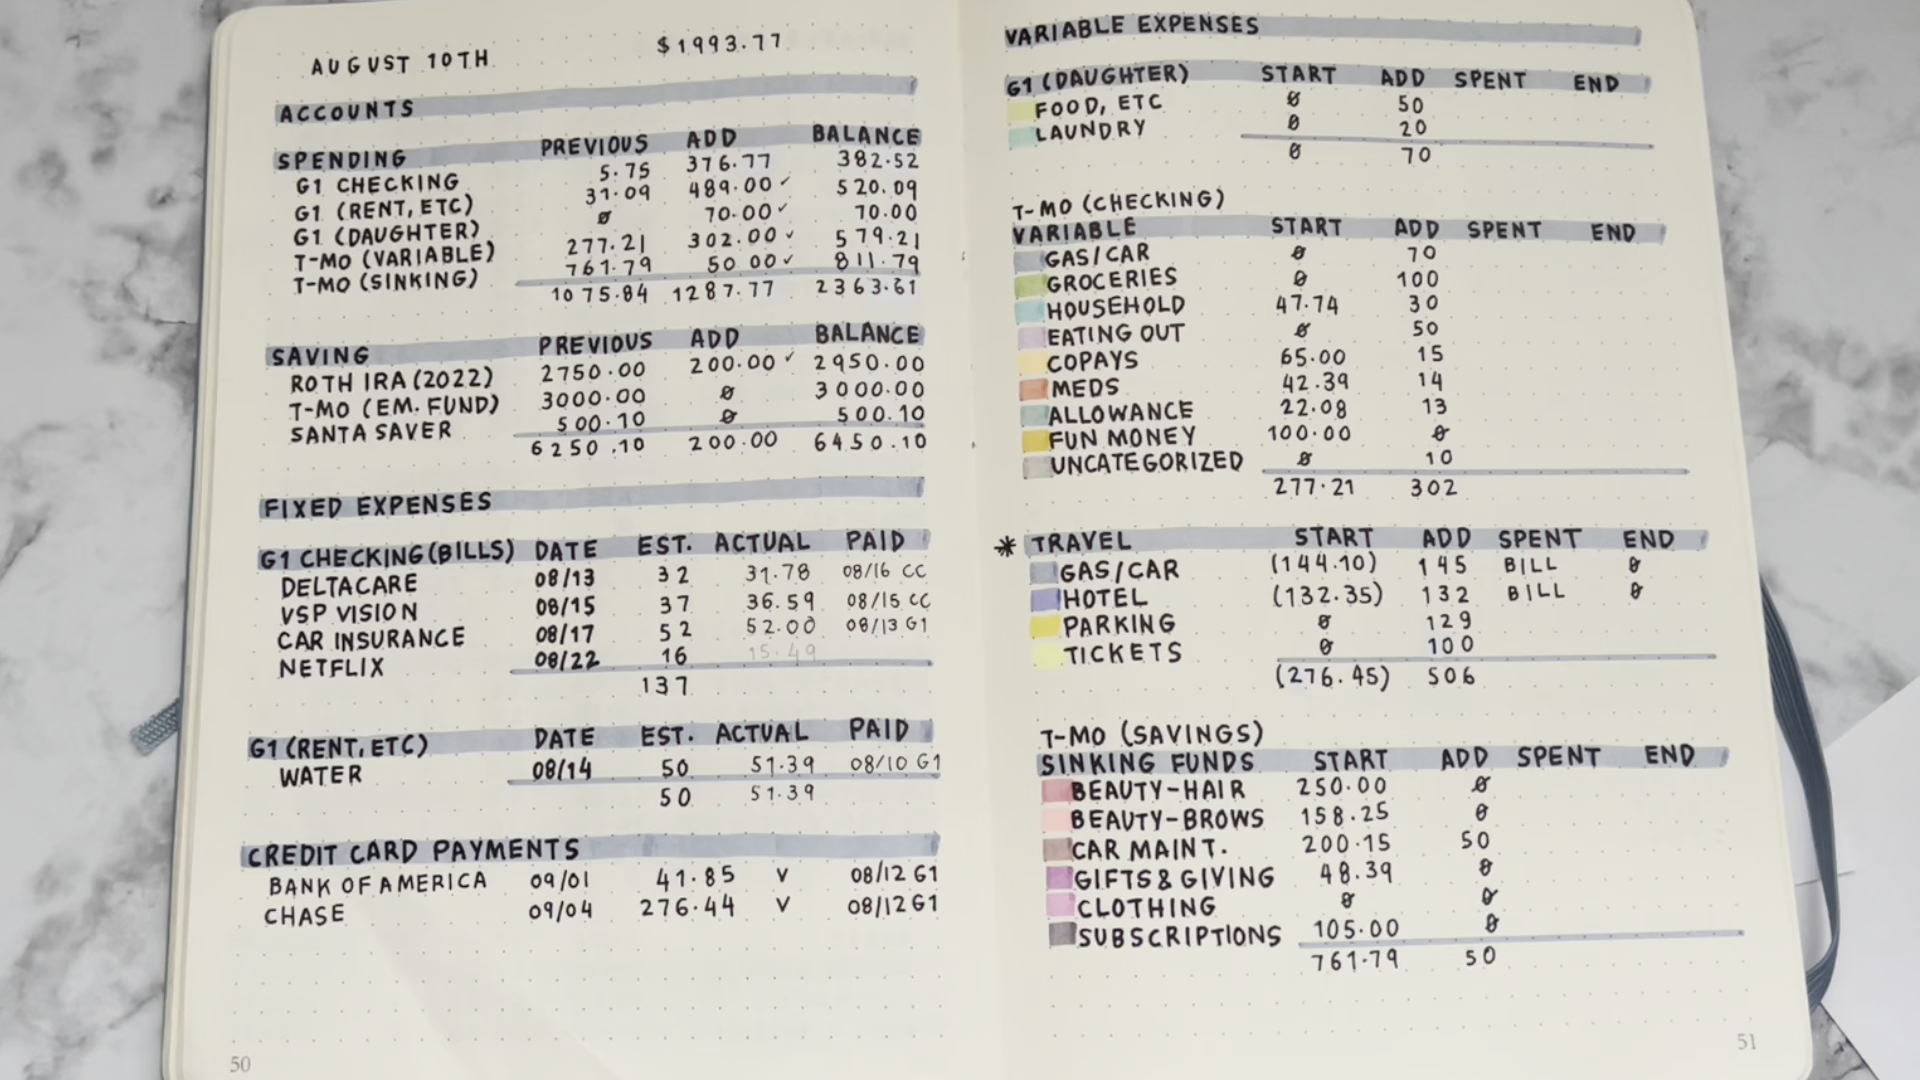 AUGUST 10TH $1993.77
ACCOUNTS
SPENDING PREVIOUS ADD BALANCE
G1 CHECKING 5.75 376.77 382.52
G1 (RENT, ETC) 31.09 489.00 ✓ 520.09
G1 (DAUGHTER) ∅ 70.00 ✓ 70.00
T-MO (VARIABLE) 277.21 302.00 ✓ 579.21
T-MO (SINKING) 761.79 50.00 ✓ 811.79
1075.84 1287.77 2363.61
SAVING PREVIOUS ADD BALANCE
ROTH IRA (2022) 2750.00 200.00 ✓ 2950.00
T-MO (EM. FUND) 3000.00 ∅ 3000.00
SANTA SAVER 500.10 ∅ 500.10
6250.10 200.00 6450.10
FIXED EXPENSES
G1 CHECKING (BILLS) DATE EST. ACTUAL PAID
DELTACARE 08/13 32 31.78 08/16 CC
VSP VISION 08/15 37 36.59 08/15 CC
CAR INSURANCE 08/17 52 52.00 08/13 G1
NETFLIX 08/22 16 15.49
137
G1 (RENT, ETC) DATE EST. ACTUAL PAID
WATER 08/14 50 51.39 08/10 G1
50 51.39
CREDIT CARD PAYMENTS
BANK OF AMERICA 09/01 41.85 V 08/12 G1
CHASE 09/04 276.44 V 08/12 G1
50
VARIABLE EXPENSES
G1 (DAUGHTER) START ADD SPENT END
FOOD, ETC ∅ 50
LAUNDRY ∅ 20
∅ 70
T-MO (CHECKING)
VARIABLE START ADD SPENT END
GAS/CAR ∅ 70
GROCERIES ∅ 100
HOUSEHOLD 47.74 30
EATING OUT ∅ 50
COPAYS 65.00 15
MEDS 42.39 14
ALLOWANCE 22.08 13
FUN MONEY 100.00 ∅
UNCATEGORIZED ∅ 10
277.21 302
* TRAVEL START ADD SPENT END
GAS/CAR (144.10) 145 BILL ∅
HOTEL (132.35) 132 BILL ∅
PARKING ∅ 129
TICKETS ∅ 100
(276.45) 506
T-MO (SAVINGS)
SINKING FUNDS START ADD SPENT END
BEAUTY-HAIR 250.00 ∅
BEAUTY-BROWS 158.25 ∅
CAR MAINT. 200.15 50
GIFTS & GIVING 48.39 ∅
CLOTHING ∅ ∅
SUBSCRIPTIONS 105.00 ∅
761.79 50
51